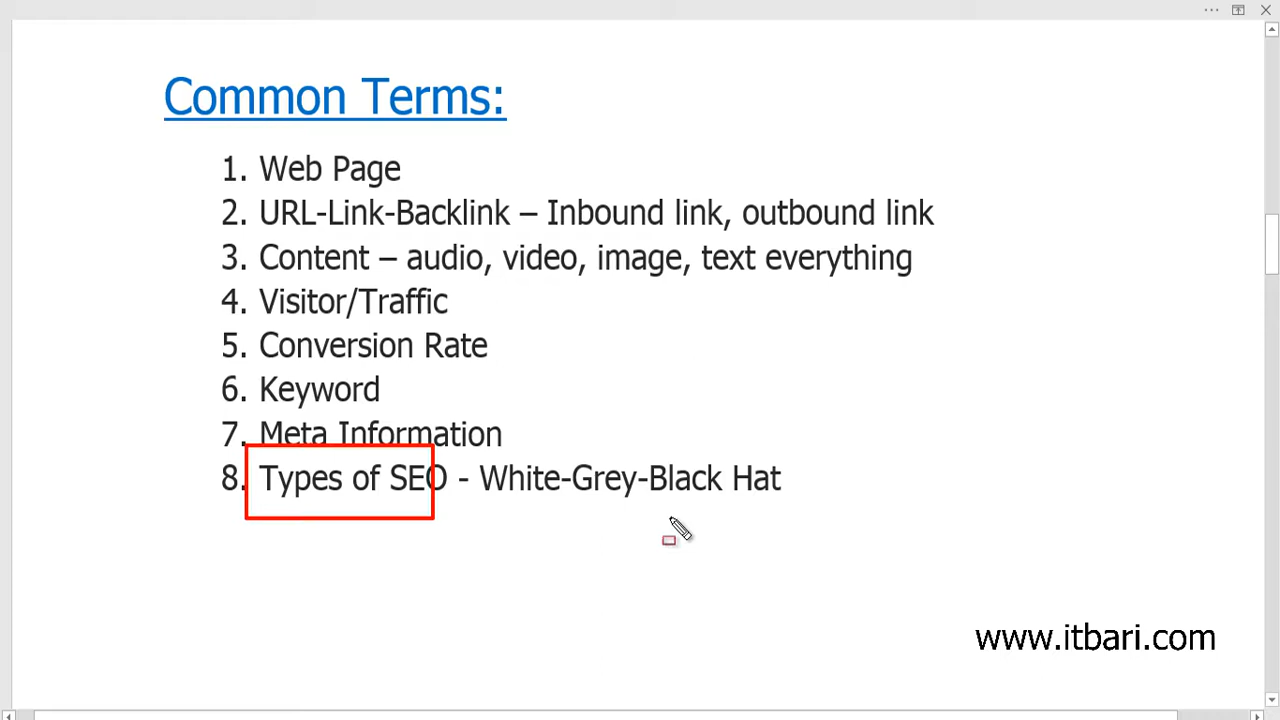 Common Terms:
1. Web Page
2. URL-Link-Backlink – Inbound link, outbound link
3. Content – audio, video, image, text everything
4. Visitor/Traffic
5. Conversion Rate
6. Keyword
7. Meta Information
8. Types of SEO - White-Grey-Black Hat
www.itbari.com